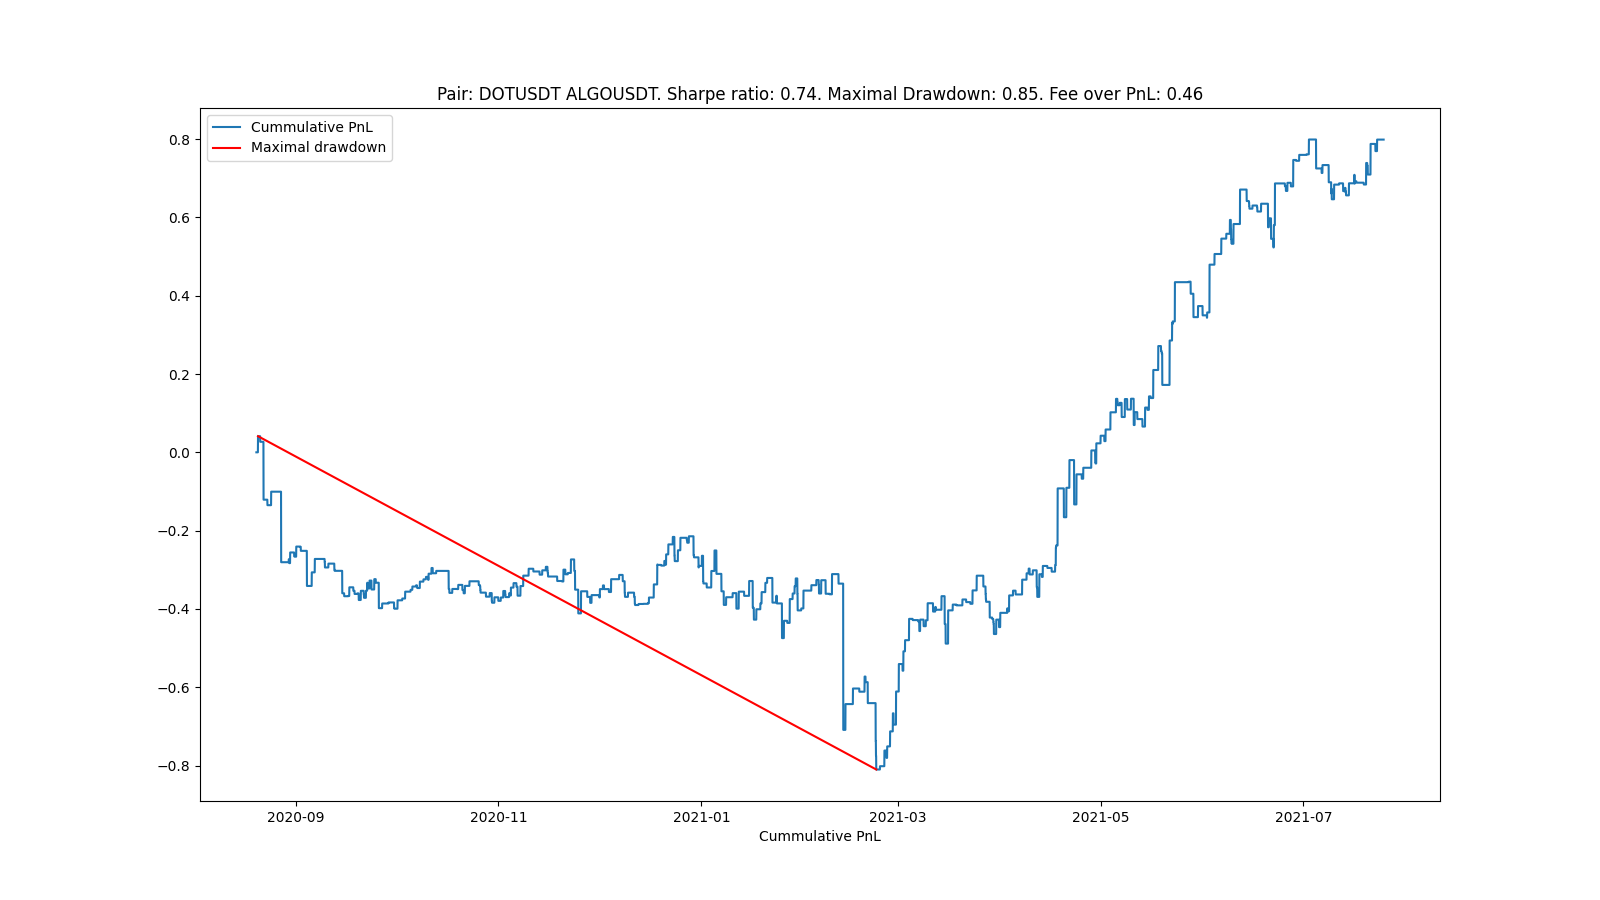 Pair: DOTUSDT ALGOUSDT. Sharpe ratio: 0.74. Maximal Drawdown: 0.85. Fee over PnL: 0.46
Cummulative PnL
Maximal drawdown
0.8
0.6
0.4
0.2
0.0
−0.2
−0.4
−0.6
−0.8
2020-09 2020-11 2021-01 2021-03 2021-05 2021-07
Cummulative PnL